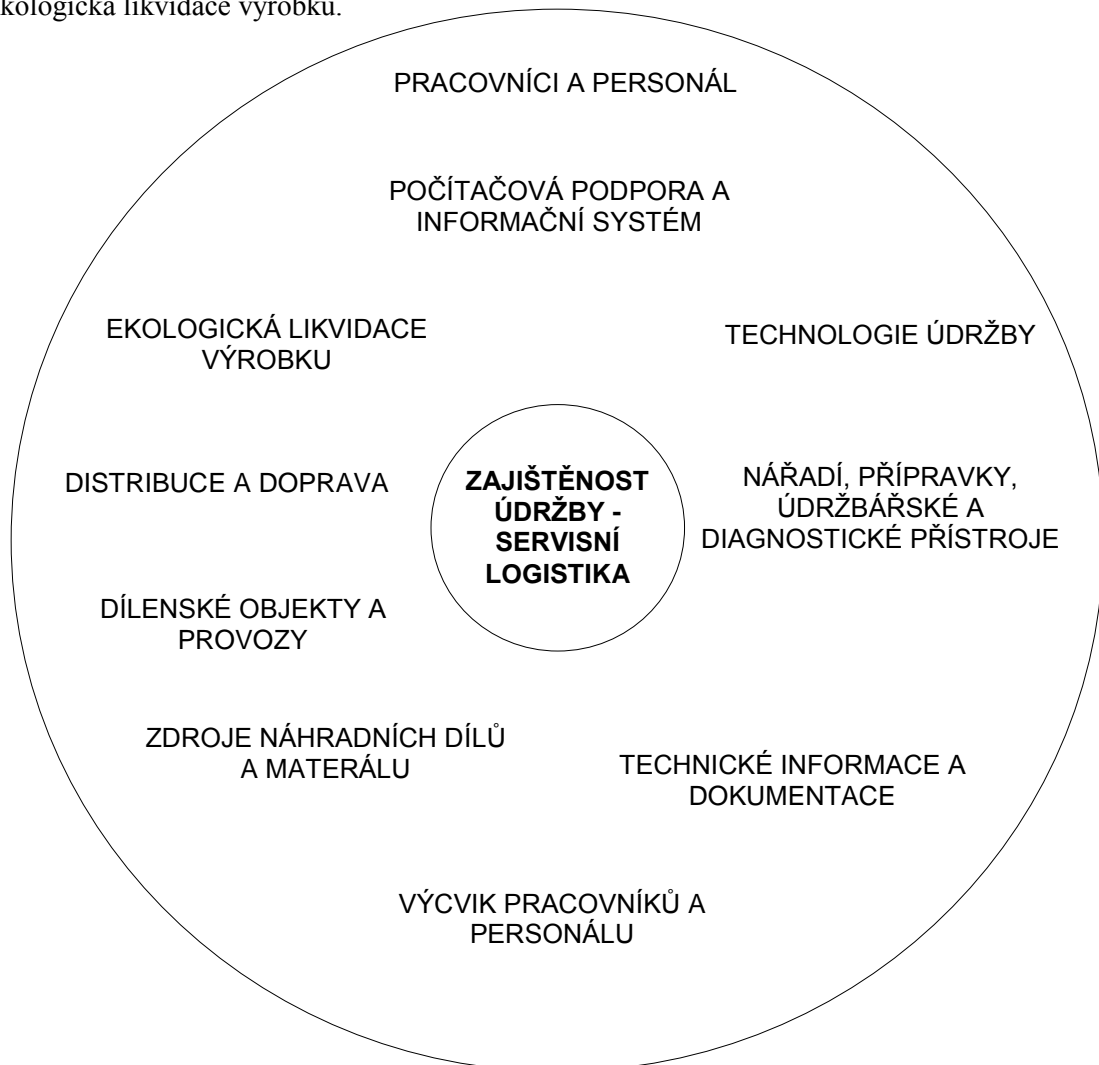 kologická likvidace výrobku.
PRACOVNÍCI A PERSONÁL
POČÍTAČOVÁ PODPORA A
INFORMAČNÍ SYSTÉM
EKOLOGICKÁ LIKVIDACE
VÝROBKU
TECHNOLOGIE ÚDRŽBY
DISTRIBUCE A DOPRAVA
ZAJIŠTĚNOST
ÚDRŽBY -
SERVISNÍ
LOGISTIKA
NÁŘADÍ, PŘÍPRAVKY,
ÚDRŽBÁŘSKÉ A
DIAGNOSTICKÉ PŘÍSTROJE
DÍLENSKÉ OBJEKTY A
PROVOZY
ZDROJE NÁHRADNÍCH DÍLŮ
A MATERÁLU
TECHNICKÉ INFORMACE A
DOKUMENTACE
VÝCVIK PRACOVNÍKŮ A
PERSONÁLU